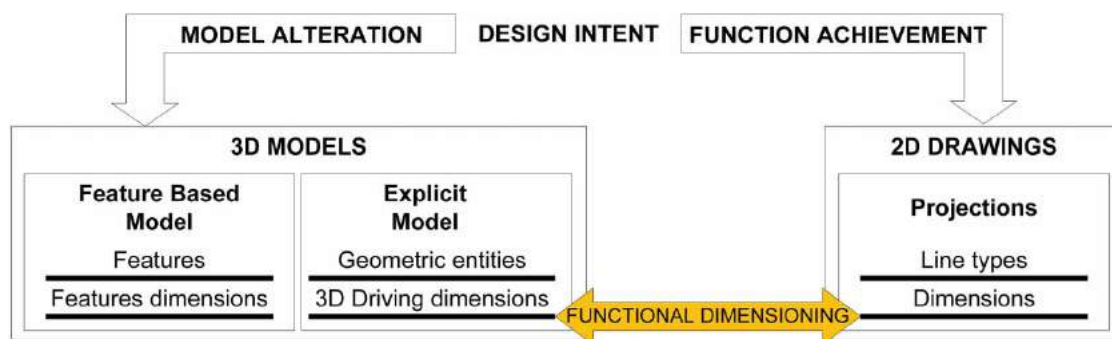 MODEL ALTERATION
DESIGN INTENT
FUNCTION ACHIEVEMENT
3D MODELS
Feature Based
Model
Features
Features dimensions
Explicit
Model
Geometric entities
3D Driving dimensions
FUNCTIONAL DIMENSIONING
2D DRAWINGS
Projections
Line types
Dimensions